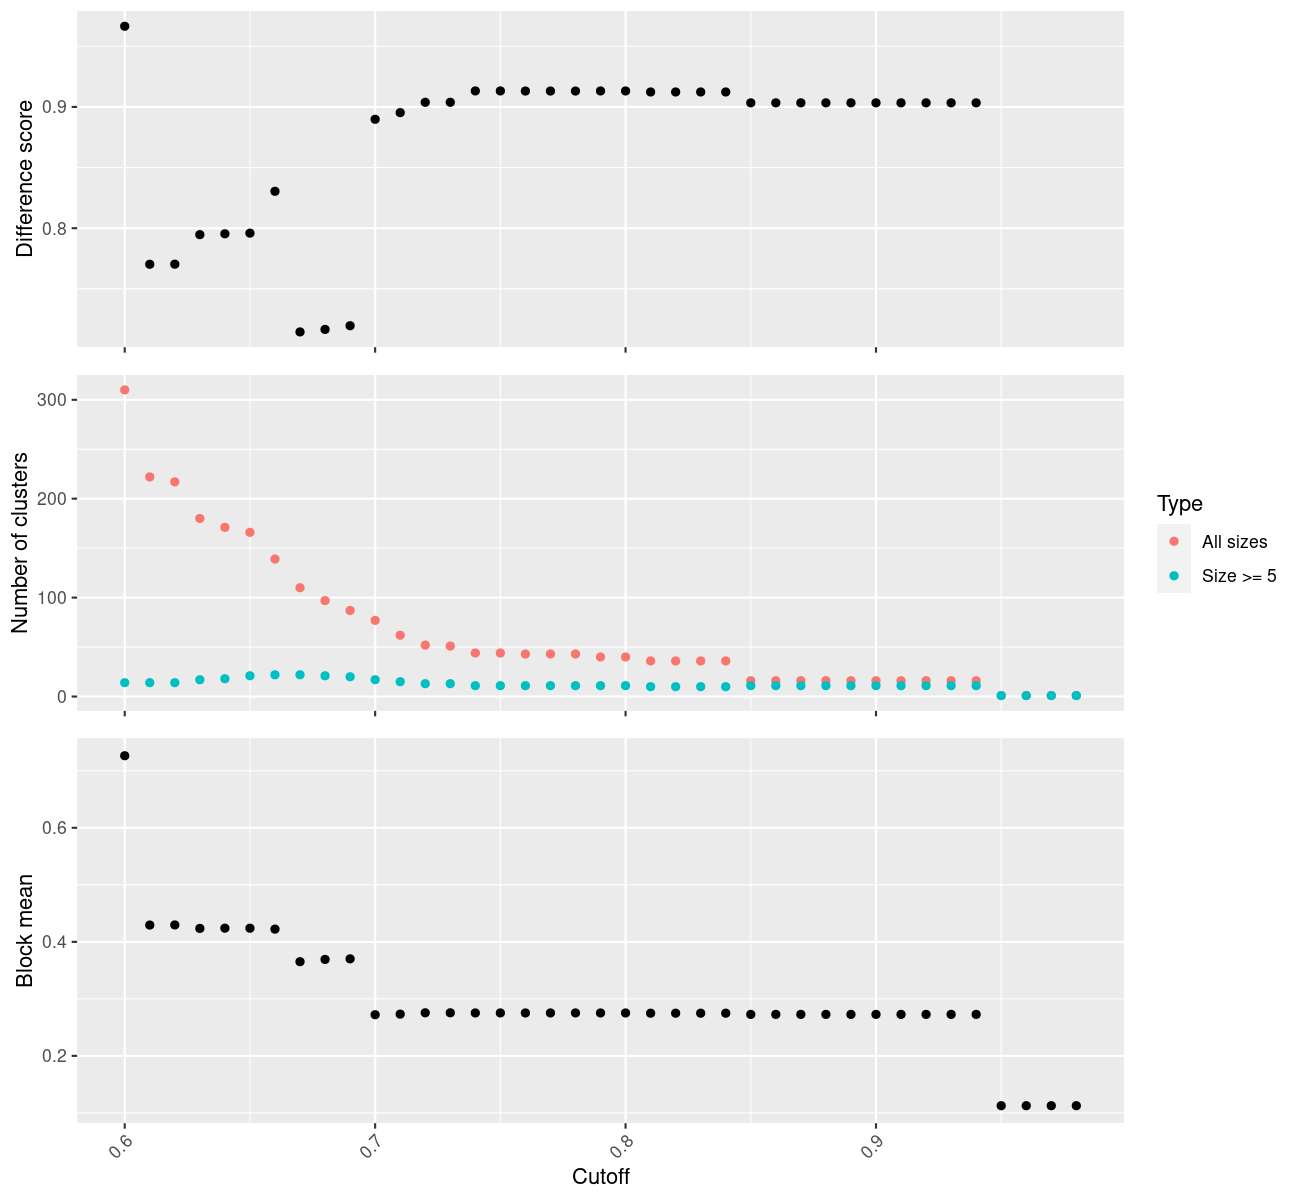 Difference score
0.9
0.8
Number of clusters
300
200
100
0
Type
All sizes
Size >= 5
Block mean
0.6
0.4
0.2
0.6
0.7
0.8
0.9
Cutoff